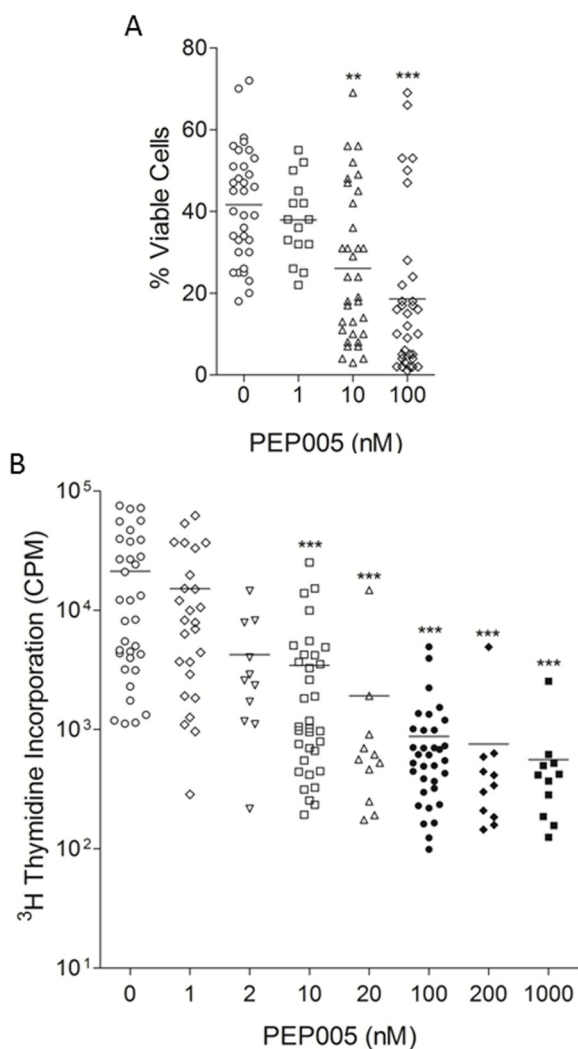 A
80
60
40
20
0
% Viable Cells
** ***
0 1 10 100
PEP005 (nM)
B
10⁵
10⁴
10³
10²
10¹
³H Thymidine Incorporation (CPM)
*** *** *** *** ***
0 1 2 10 20 100 200 1000
PEP005 (nM)